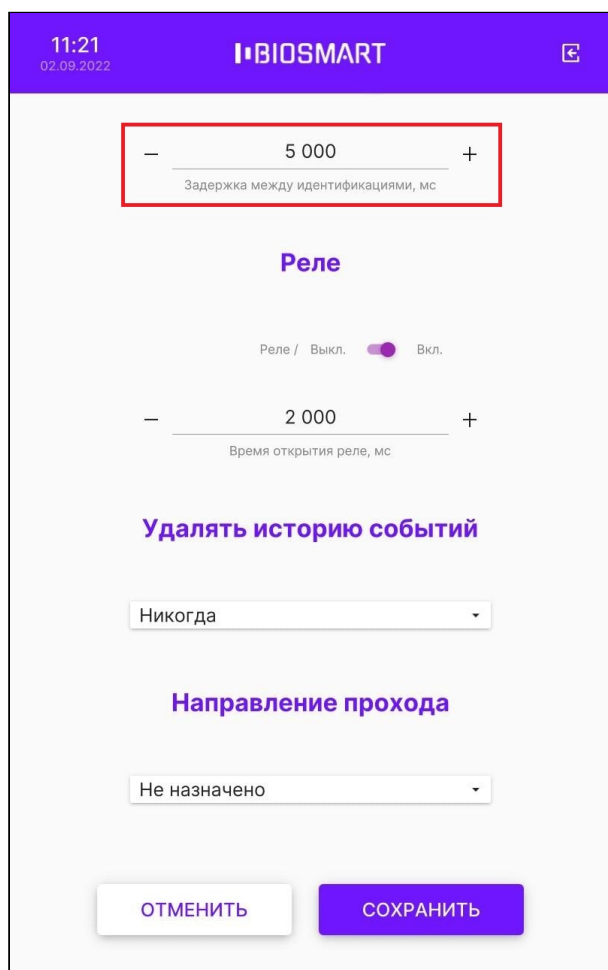 11:21
BIOSMART
02.09.2022
− 5 000 +
Задержка между идентификациями, мс
Реле
Реле / Выкл. Вкл.
− 2 000 +
Время открытия реле, мс
Удалять историю событий
Никогда
Направление прохода
Не назначено
ОТМЕНИТЬ СОХРАНИТЬ